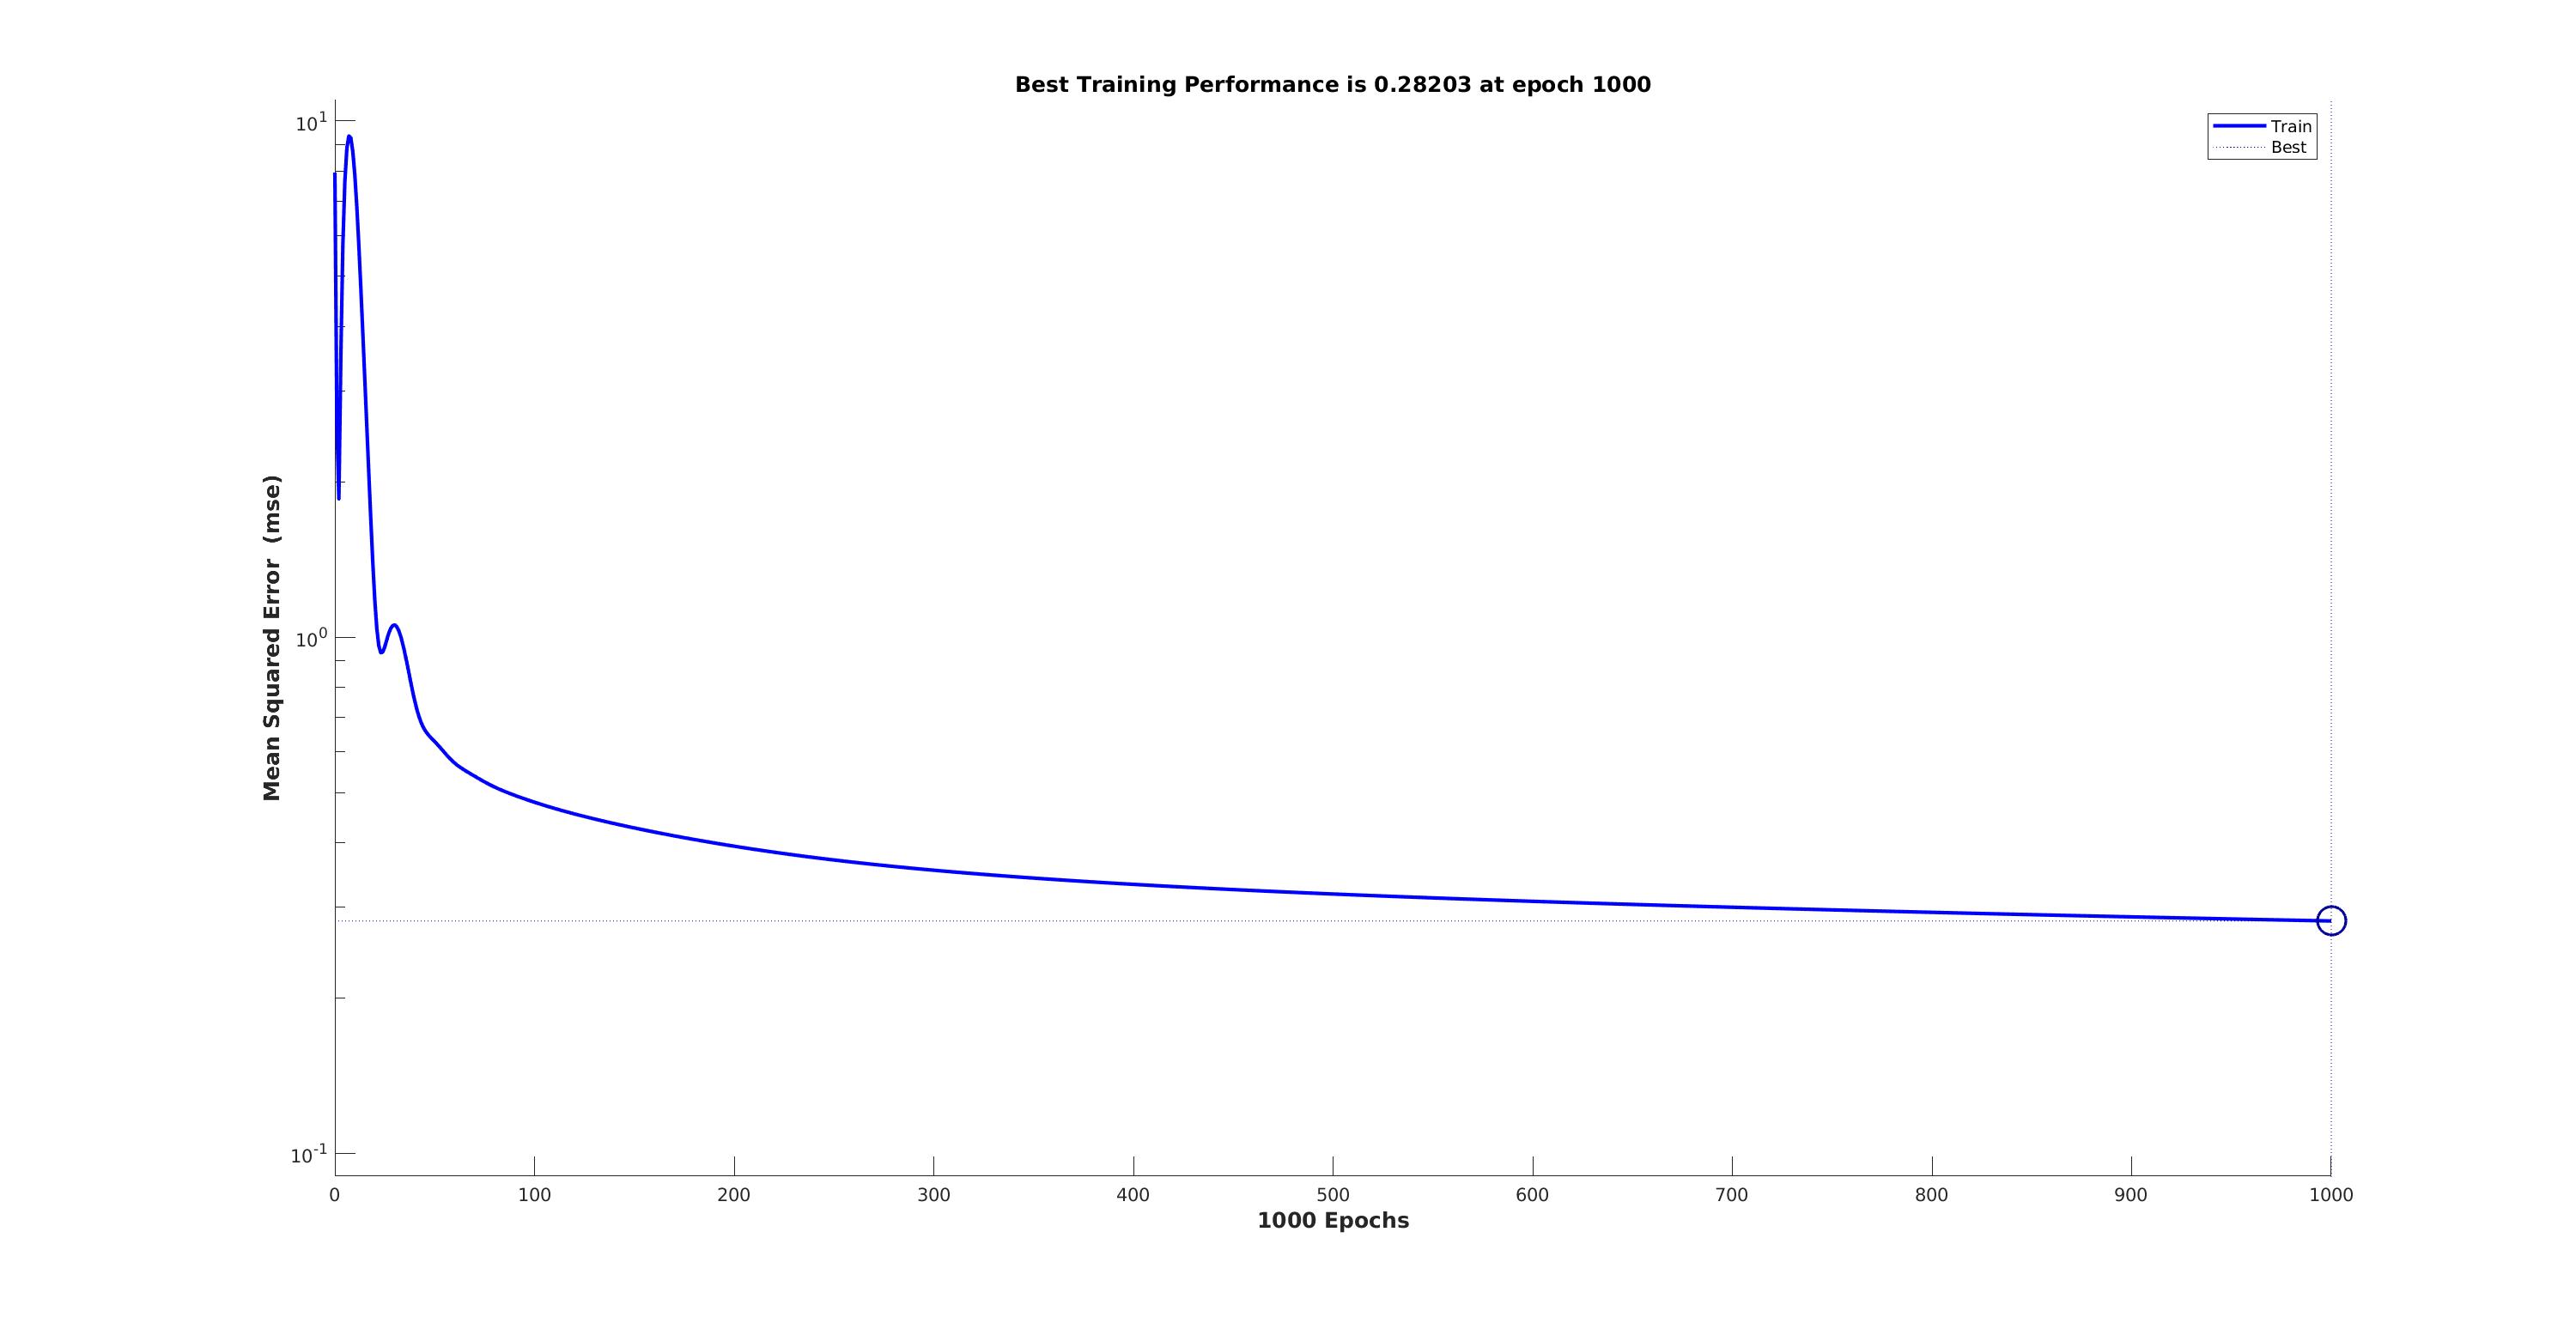 Best Training Performance is 0.28203 at epoch 1000
10^1
Train
Best
Mean Squared Error (mse)
10^0
10^-1
0 100 200 300 400 500 600 700 800 900 1000
1000 Epochs